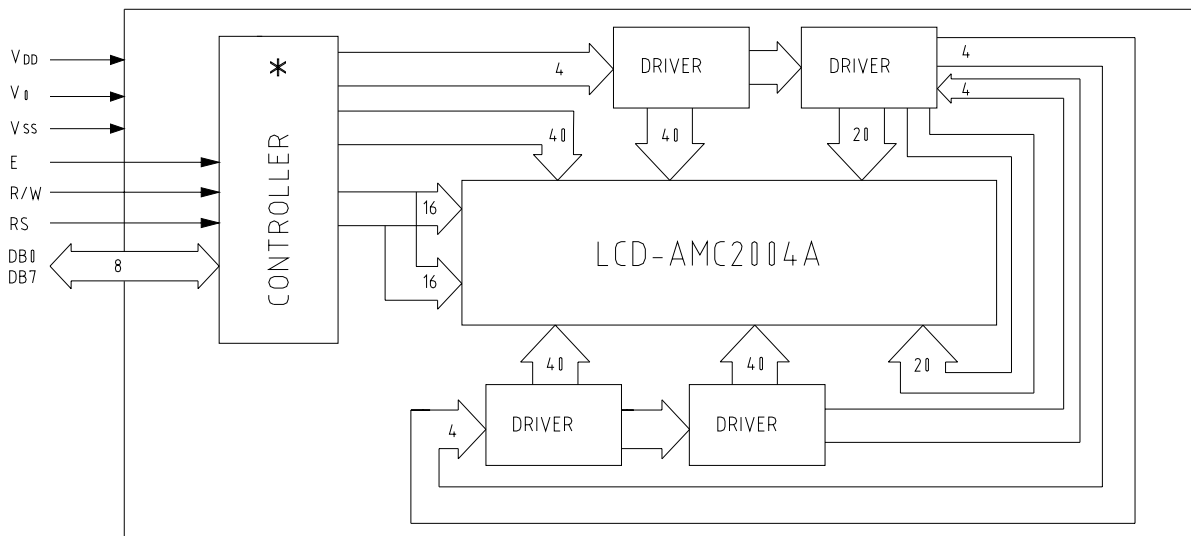 VDD
V0
VSS
E
R/W
RS
DB0
DB7
8
*
CONTROLLER
4
DRIVER
DRIVER
4
4
40
40
20
16
16
LCD-AMC2004A
40
40
20
4
DRIVER
DRIVER